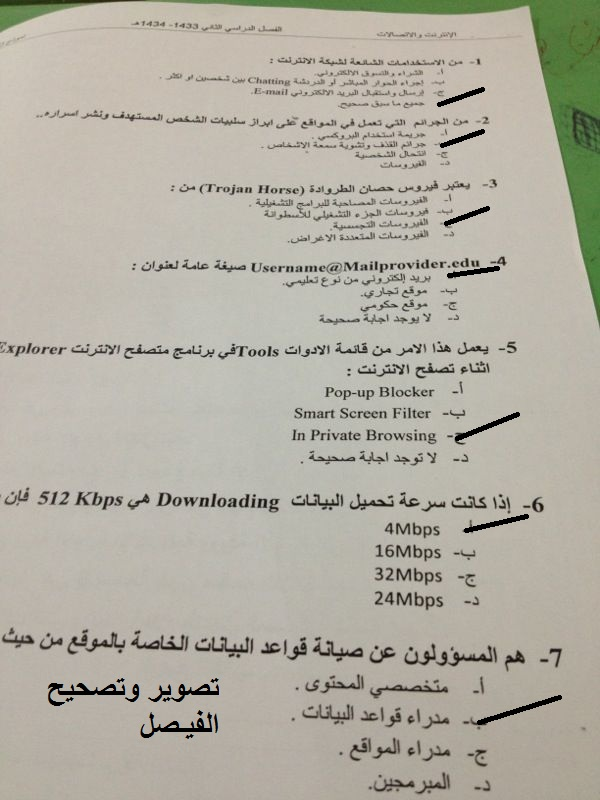 الانترنت والاتصالات
الفصل الدراسي الثاني 1433- 1434هـ
1- من الاستخدامات الشائعة لشبكة الانترنت :
أ- الشراء والتسوق الالكتروني.
ب- إجراء الحوار المباشر أو الدردشة Chatting بين شخصين او اكثر .
ج- إرسال واستقبال البريد الالكتروني E-mail.
جميع ما سبق صحيح.
2- من الجرائم التي تعمل في المواقع على ابراز سلبيات الشخص المستهدف ونشر اسراره..
أ- جريمة استخدام البروكسي .
جرائم القذف وتشوية سمعة الاشخاص .
ج- انتحال الشخصية
د- الفيروسات
3- يعتبر فيروس حصان الطروادة (Trojan Horse) من :
أ- الفيروسات المصاحبة للبرامج التشغيلية .
ب- فيروسات الجزء التشغيلي للأسطوانة
ج- الفيروسات التجسسية.
د- الفيروسات المتعددة الاغراض.
4- Username@Mailprovider.edu صيغة عامة لعنوان :
بريد إلكتروني من نوع تعليمي.
ب- موقع تجاري.
ج- موقع حكومي
د- لا يوجد اجابة صحيحة
5- يعمل هذا الامر من قائمة الادوات Tools في برنامج متصفح الانترنت Explorer
اثناء تصفح الانترنت :
أ- Pop-up Blocker
ب- Smart Screen Filter
ج- In Private Browsing
د- لا توجد اجابة صحيحة .
6- إذا كانت سرعة تحميل البيانات Downloading هي 512 Kbps فإن
أ- 4Mbps
ب- 16Mbps
ج- 32Mbps
د- 24Mbps
7- هم المسؤولون عن صيانة قواعد البيانات الخاصة بالموقع من حيث
أ- متخصصي المحتوى .
ب- مدراء قواعد البيانات .
ج- مدراء المواقع .
د- المبرمجين.
تصوير وتصحيح
الفيصل